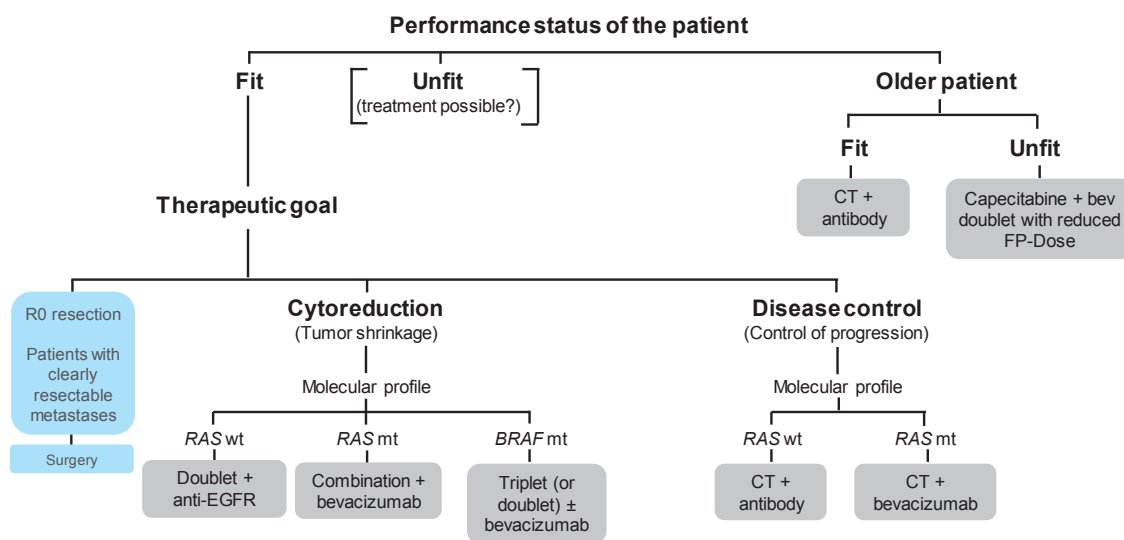 Performance status of the patient
Fit
Unfit
(treatment possible?)
Older patient
Fit
Unfit
CT +
antibody
Capecitabine + bev
doublet with reduced
FP-Dose
Therapeutic goal
R0 resection
Patients with
clearly
resectable
metastases
Surgery
Cytoreduction
(Tumor shrinkage)
Molecular profile
RAS wt
RAS mt
BRAF mt
Doublet +
anti-EGFR
Combination +
bevacizumab
Triplet (or
doublet) ±
bevacizumab
Disease control
(Control of progression)
Molecular profile
RAS wt
RAS mt
CT +
antibody
CT +
bevacizumab